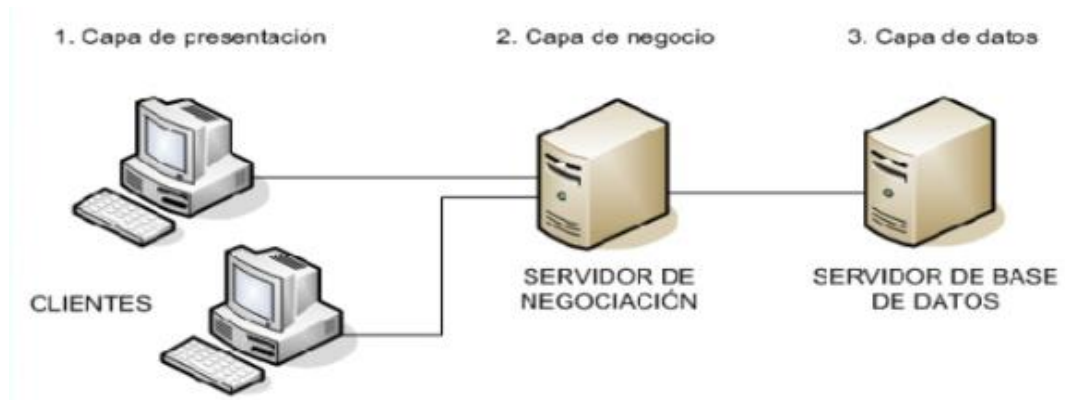 1. Capa de presentación
2. Capa de negocio
3. Capa de datos
CLIENTES
SERVIDOR DE
NEGOCIACIÓN
SERVIDOR DE BASE
DE DATOS